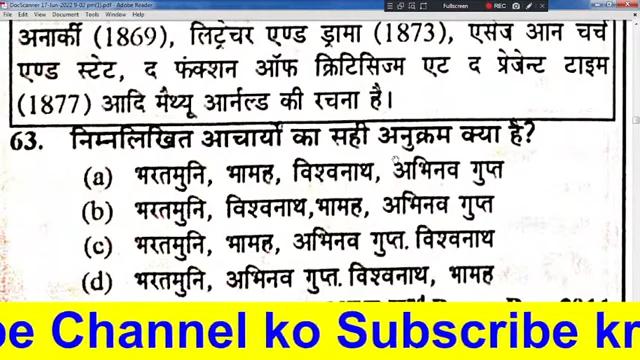 DocScanner 17-Jun-2022 9-02 pm(1).pdf - Adobe Reader
File Edit View Document Tools Window Help
Fullscreen
अनार्की (1869), लिट्रेचर एण्ड ड्रामा (1873), एसेज आन चर्च
एण्ड स्टेट, द फंक्शन ऑफ क्रिटिसिज्म एट द प्रेजेन्ट टाइम
(1877) आदि मैथ्यू आर्नल्ड की रचना है।
63. निम्नलिखित आचार्यो का सही अनुक्रम क्या है?
(a) भरतमुनि, भामह, विश्वनाथ, अभिनव गुप्त
(b) भरतमुनि, विश्वनाथ,भामह, अभिनव गुप्त
(c) भरतमुनि, भामह, अभिनव गुप्त. विश्वनाथ
(d) भरतमुनि, अभिनव गुप्त. विश्वनाथ, भामह
be Channel ko Subscribe kr